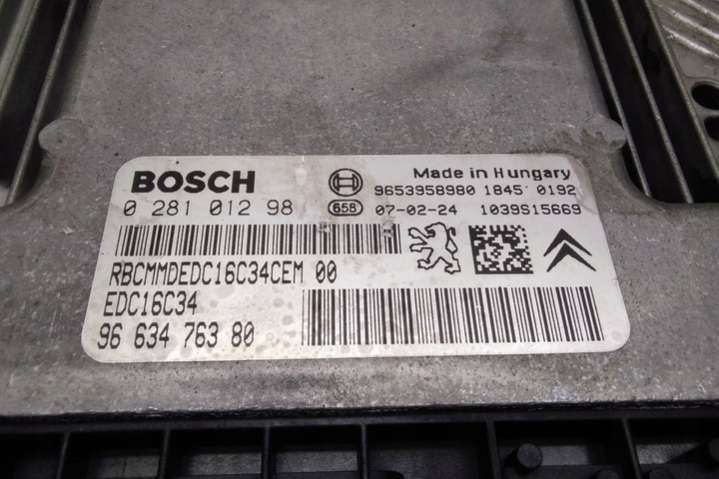 BOSCH
Made in Hungary
9653958980 1845 0192
0 281 012 98
658 07-02-24 1039S15669
RBCMMDEDC16C34CEM 00
EDC16C34
96 634 763 80